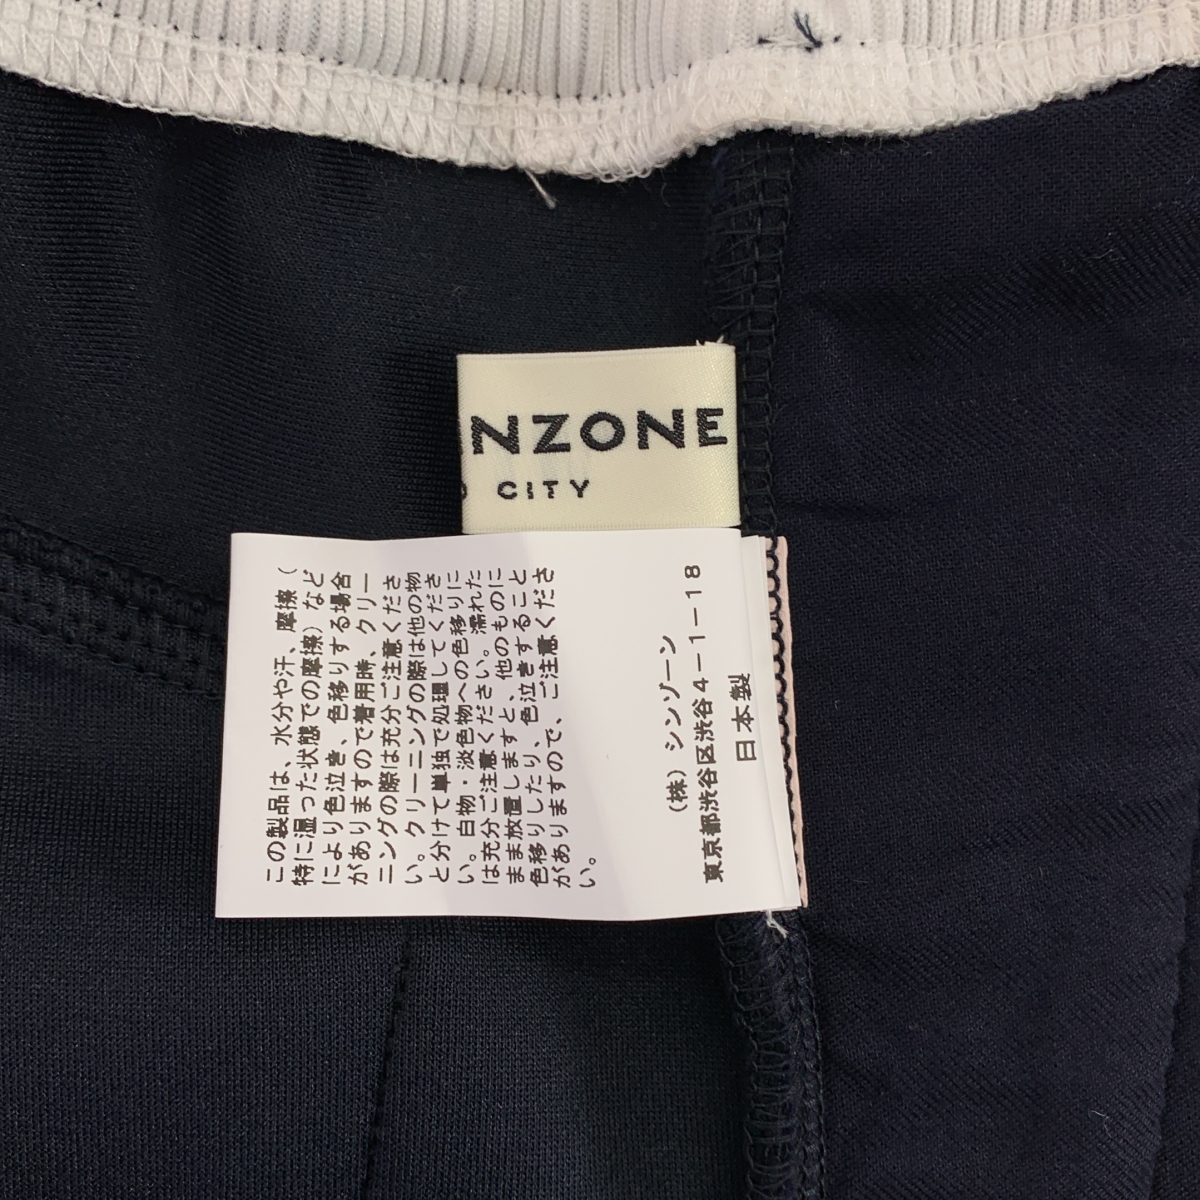 NZONE
CITY
この製品は、水分や汗、摩擦（
特に湿った状態での摩擦）など
により色泣き、色移りする場合
がありますので着用時、クリー
ニングの際は充分ご注意くださ
い。クリーニングの際は他の物
と分けて単独で処理してくださ
い。白物・淡色物への色移りに
は充分ご注意ください。濡れた
まま放置しますと、他のものに
色移りしたり、色泣きすること
がありますので、ご注意くださ
い。
（株）シンゾーン
東京都渋谷区渋谷４−１−１８
日本製